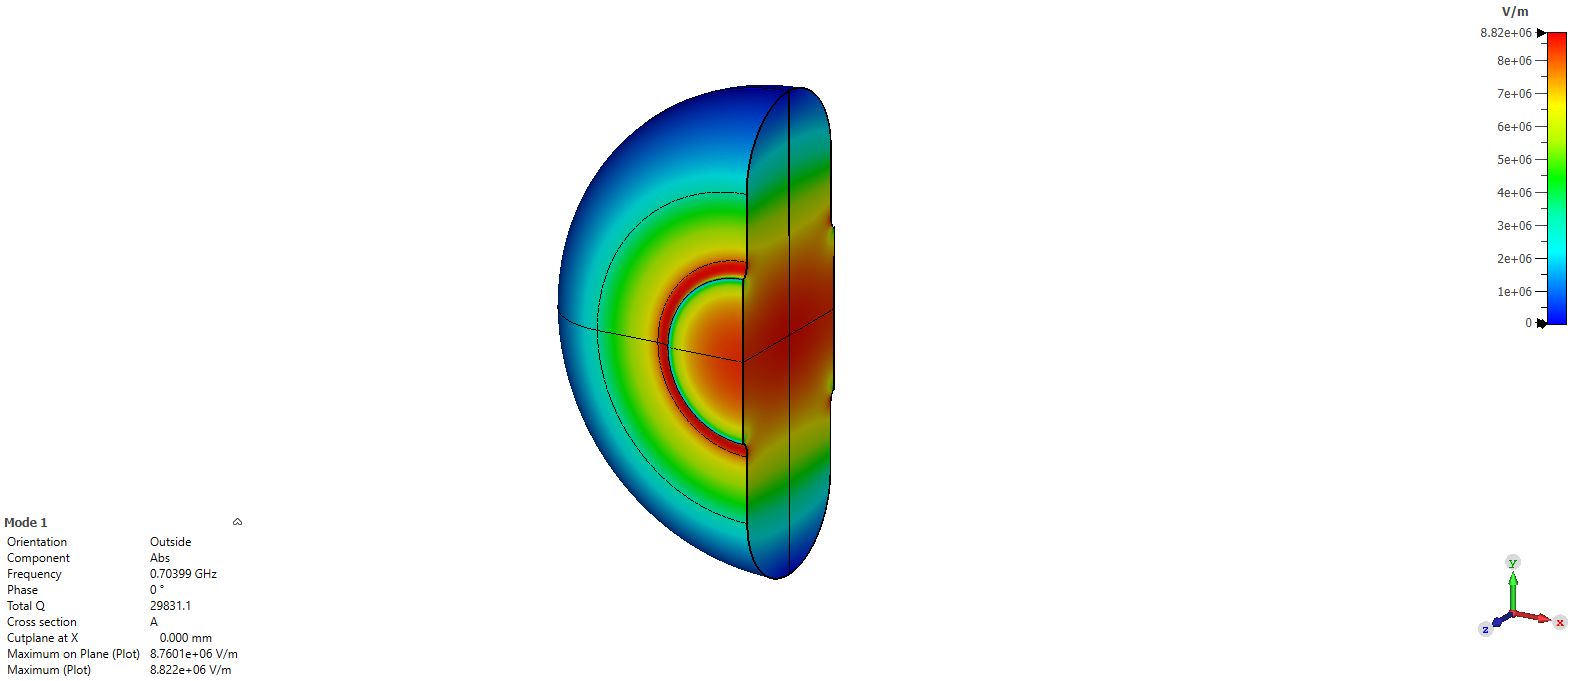 V/m
8.82e+06
8e+06
7e+06
6e+06
5e+06
4e+06
3e+06
2e+06
1e+06
0
Mode 1
Orientation Outside
Component Abs
Frequency 0.70399 GHz
Phase 0 °
Total Q 29831.1
Cross section A
Cutplane at X 0.000 mm
Maximum on Plane (Plot) 8.7601e+06 V/m
Maximum (Plot) 8.822e+06 V/m
Y
Z
X